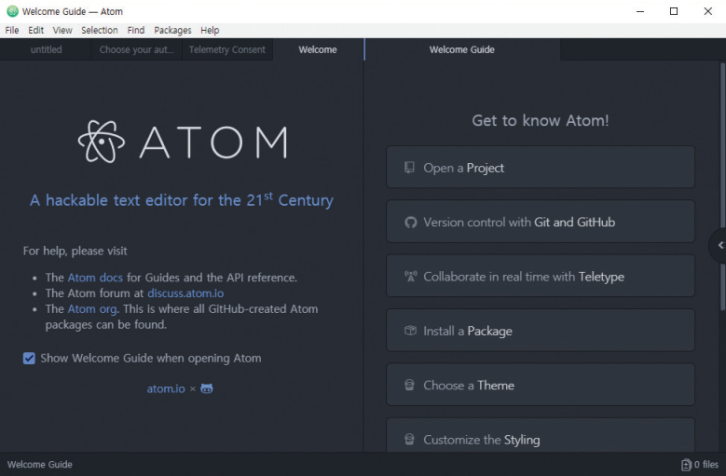 Welcome Guide — Atom
File Edit View Selection Find Packages Help
untitled
Choose your aut...
Telemetry Consent
Welcome
Welcome Guide
ATOM
A hackable text editor for the 21st Century
For help, please visit
• The Atom docs for Guides and the API reference.
• The Atom forum at discuss.atom.io
• The Atom org. This is where all GitHub-created Atom
packages can be found.
Show Welcome Guide when opening Atom
atom.io ×
Get to know Atom!
Open a Project
Version control with Git and GitHub
Collaborate in real time with Teletype
Install a Package
Choose a Theme
Customize the Styling
Welcome Guide
0 files